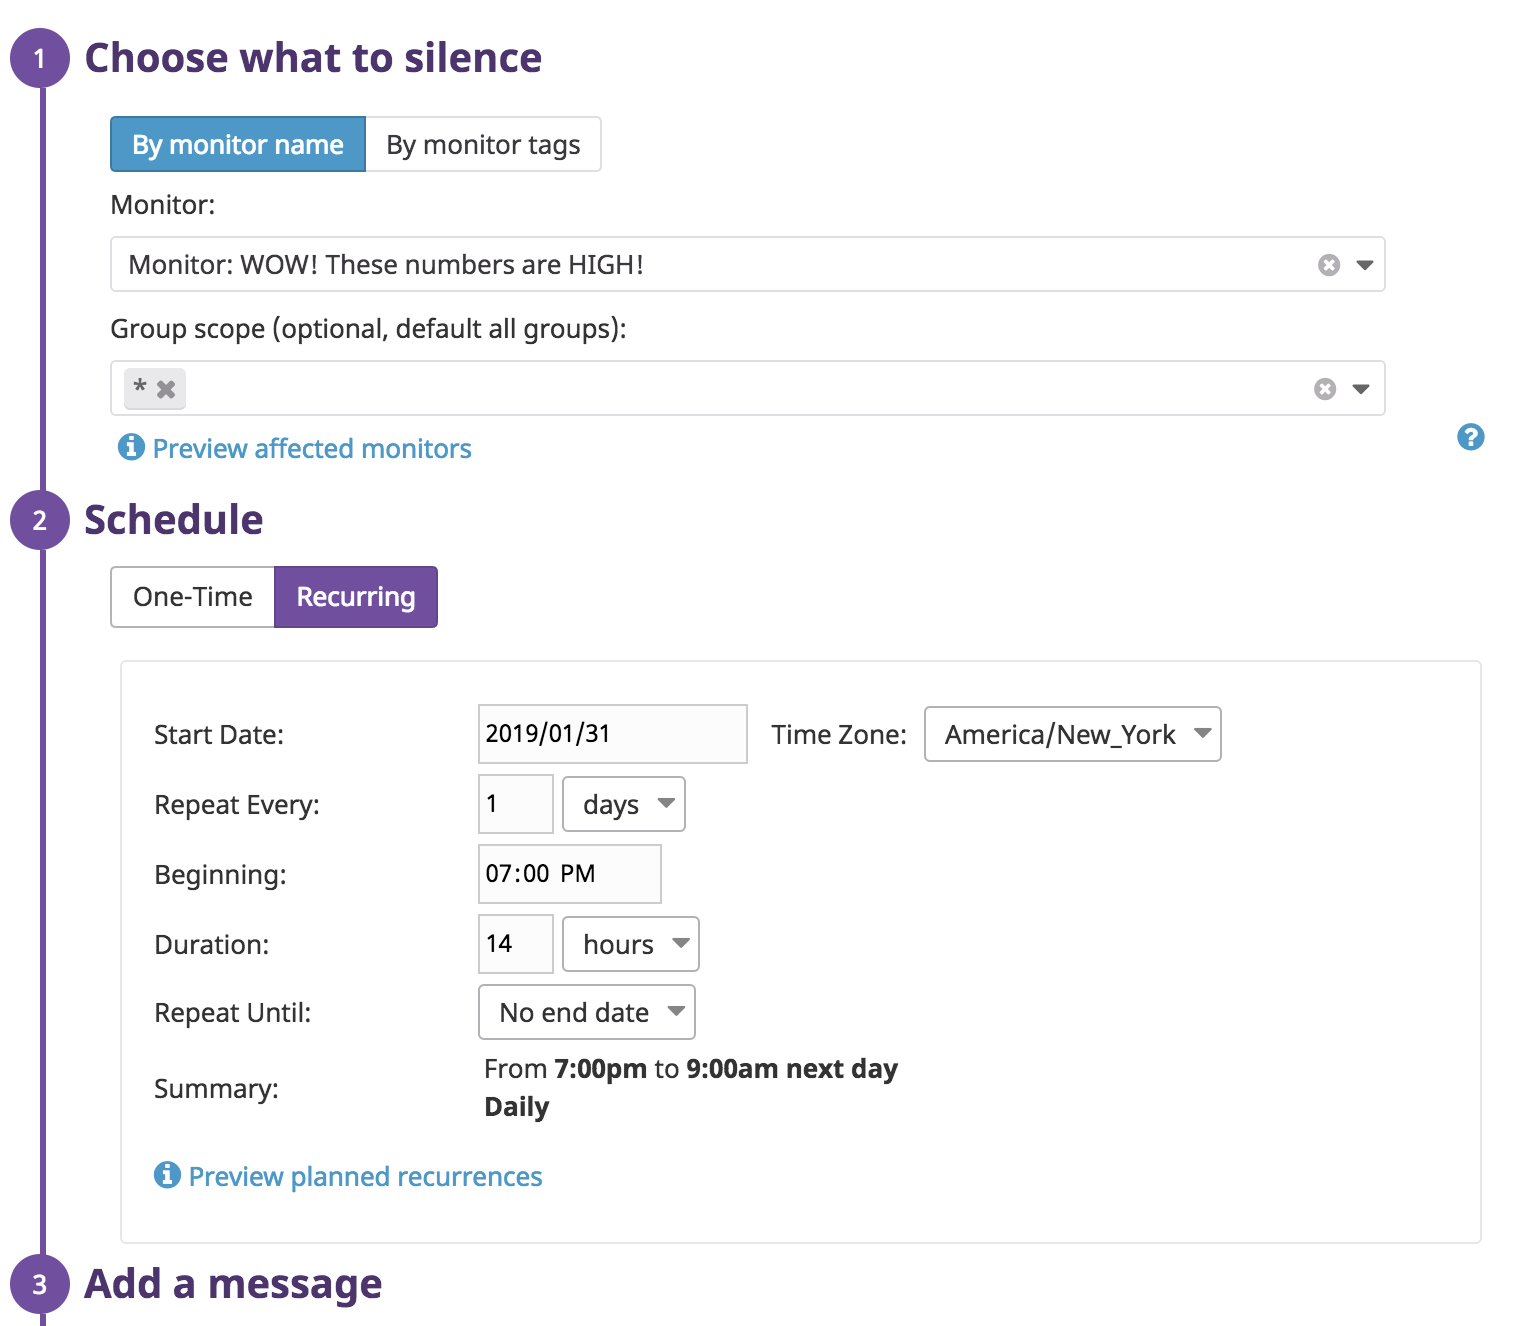 1 Choose what to silence
By monitor name By monitor tags
Monitor:
Monitor: WOW! These numbers are HIGH!
Group scope (optional, default all groups):
*
Preview affected monitors
2 Schedule
One-Time Recurring
Start Date: 2019/01/31 Time Zone: America/New_York
Repeat Every: 1 days
Beginning: 07:00 PM
Duration: 14 hours
Repeat Until: No end date
Summary: From 7:00pm to 9:00am next day
Daily
Preview planned recurrences
3 Add a message